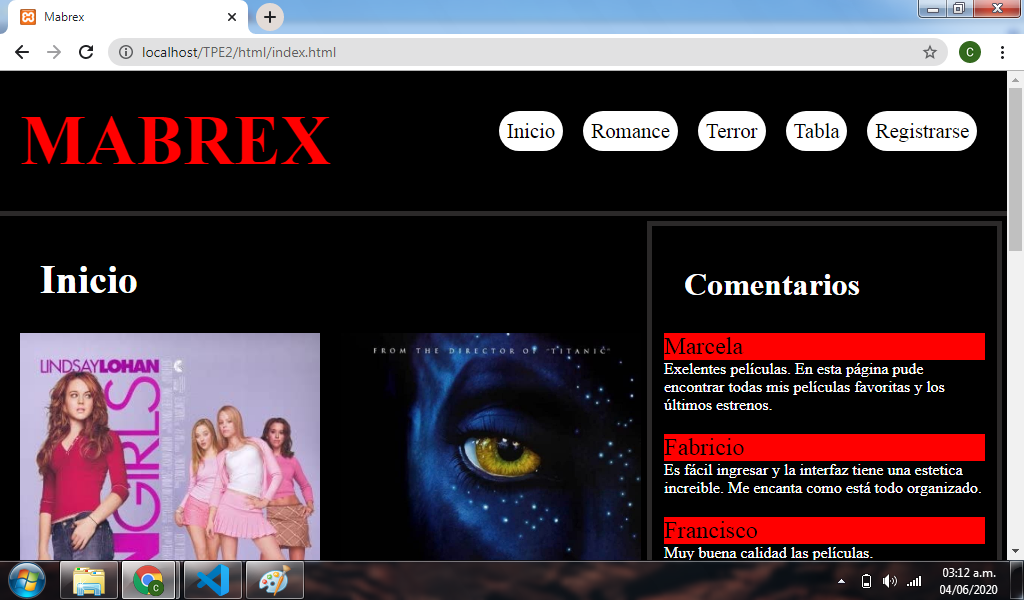 Mabrex
localhost/TPE2/html/index.html
C
MABREX
Inicio
Romance
Terror
Tabla
Registrarse
Inicio
LINDSAYLOHAN
GIRLS
FROM THE DIRECTOR OF "TITANIC"
Comentarios
Marcela
Exelentes películas. En esta página pude
encontrar todas mis películas favoritas y los
últimos estrenos.
Fabricio
Es fácil ingresar y la interfaz tiene una estetica
increible. Me encanta como está todo organizado.
Francisco
Muy buena calidad las películas.
C
03:12 a.m.
04/06/2020